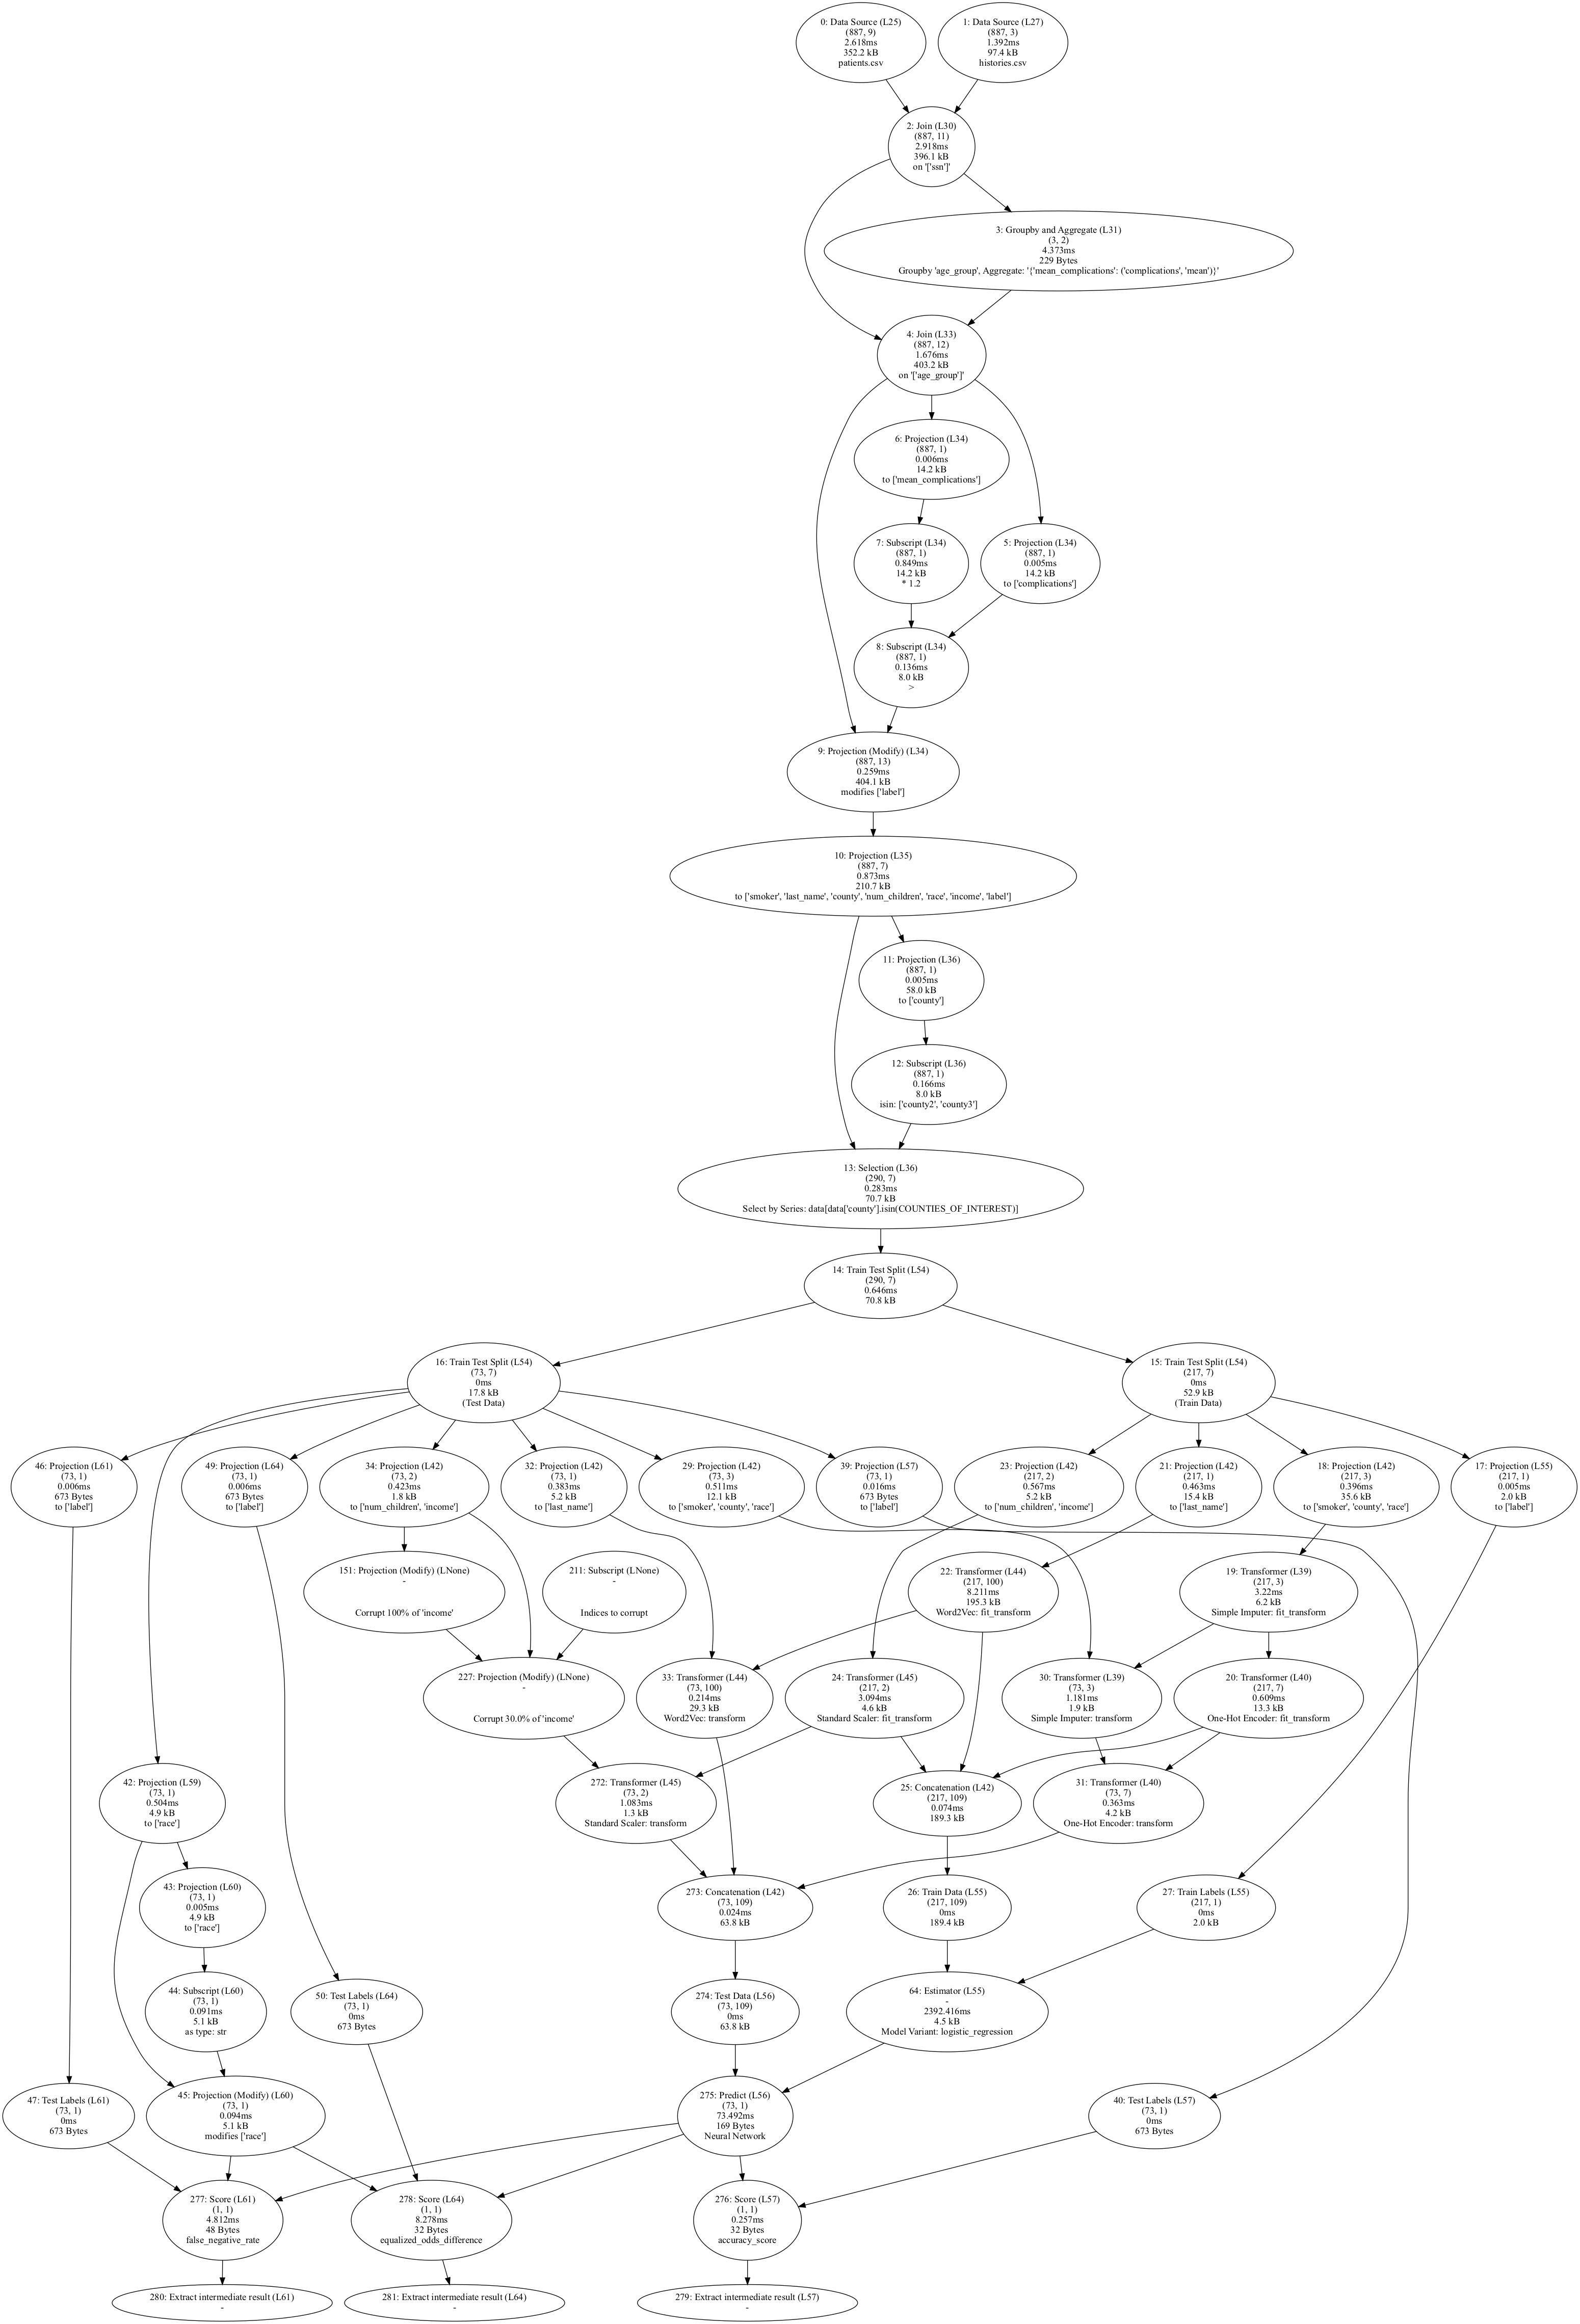 0: Data Source (L25)
(887, 9)
2.618ms
352.2 kB
patients.csv
1: Data Source (L27)
(887, 3)
1.392ms
97.4 kB
histories.csv
2: Join (L30)
(887, 11)
2.918ms
396.1 kB
on '['ssn']'
3: Groupby and Aggregate (L31)
(3, 2)
4.373ms
229 Bytes
Groupby 'age_group', Aggregate: '{'mean_complications': ('complications', 'mean')}'
4: Join (L33)
(887, 12)
1.676ms
403.2 kB
on '['age_group']'
6: Projection (L34)
(887, 1)
0.006ms
14.2 kB
to ['mean_complications']
7: Subscript (L34)
(887, 1)
0.849ms
14.2 kB
* 1.2
5: Projection (L34)
(887, 1)
0.005ms
14.2 kB
to ['complications']
8: Subscript (L34)
(887, 1)
0.136ms
8.0 kB
>
9: Projection (Modify) (L34)
(887, 13)
0.259ms
404.1 kB
modifies ['label']
10: Projection (L35)
(887, 7)
0.873ms
210.7 kB
to ['smoker', 'last_name', 'county', 'num_children', 'race', 'income', 'label']
11: Projection (L36)
(887, 1)
0.005ms
58.0 kB
to ['county']
12: Subscript (L36)
(887, 1)
0.166ms
8.0 kB
isin: ['county2', 'county3']
13: Selection (L36)
(290, 7)
0.283ms
70.7 kB
Select by Series: data[data['county'].isin(COUNTIES_OF_INTEREST)]
14: Train Test Split (L54)
(290, 7)
0.646ms
70.8 kB
16: Train Test Split (L54)
(73, 7)
0ms
17.8 kB
(Test Data)
15: Train Test Split (L54)
(217, 7)
0ms
52.9 kB
(Train Data)
46: Projection (L61)
(73, 1)
0.006ms
673 Bytes
to ['label']
49: Projection (L64)
(73, 1)
0.006ms
673 Bytes
to ['label']
34: Projection (L42)
(73, 2)
0.423ms
1.8 kB
to ['num_children', 'income']
32: Projection (L42)
(73, 1)
0.383ms
5.2 kB
to ['last_name']
29: Projection (L42)
(73, 3)
0.511ms
12.1 kB
to ['smoker', 'county', 'race']
39: Projection (L57)
(73, 1)
0.016ms
673 Bytes
to ['label']
23: Projection (L42)
(217, 2)
0.567ms
5.2 kB
to ['num_children', 'income']
21: Projection (L42)
(217, 1)
0.463ms
15.4 kB
to ['last_name']
18: Projection (L42)
(217, 3)
0.396ms
35.6 kB
to ['smoker', 'county', 'race']
17: Projection (L55)
(217, 1)
0.005ms
2.0 kB
to ['label']
151: Projection (Modify) (LNone)
-
Corrupt 100% of 'income'
211: Subscript (LNone)
-
Indices to corrupt
22: Transformer (L44)
(217, 100)
8.211ms
195.3 kB
Word2Vec: fit_transform
19: Transformer (L39)
(217, 3)
3.22ms
6.2 kB
Simple Imputer: fit_transform
227: Projection (Modify) (LNone)
-
Corrupt 30.0% of 'income'
33: Transformer (L44)
(73, 100)
0.214ms
29.3 kB
Word2Vec: transform
24: Transformer (L45)
(217, 2)
3.094ms
4.6 kB
Standard Scaler: fit_transform
30: Transformer (L39)
(73, 3)
1.181ms
1.9 kB
Simple Imputer: transform
20: Transformer (L40)
(217, 7)
0.609ms
13.3 kB
One-Hot Encoder: fit_transform
42: Projection (L59)
(73, 1)
0.504ms
4.9 kB
to ['race']
272: Transformer (L45)
(73, 2)
1.083ms
1.3 kB
Standard Scaler: transform
25: Concatenation (L42)
(217, 109)
0.074ms
189.3 kB
31: Transformer (L40)
(73, 7)
0.363ms
4.2 kB
One-Hot Encoder: transform
43: Projection (L60)
(73, 1)
0.005ms
4.9 kB
to ['race']
273: Concatenation (L42)
(73, 109)
0.024ms
63.8 kB
26: Train Data (L55)
(217, 109)
0ms
189.4 kB
27: Train Labels (L55)
(217, 1)
0ms
2.0 kB
44: Subscript (L60)
(73, 1)
0.091ms
5.1 kB
as type: str
50: Test Labels (L64)
(73, 1)
0ms
673 Bytes
274: Test Data (L56)
(73, 109)
0ms
63.8 kB
64: Estimator (L55)
-
2392.416ms
4.5 kB
Model Variant: logistic_regression
47: Test Labels (L61)
(73, 1)
0ms
673 Bytes
45: Projection (Modify) (L60)
(73, 1)
0.094ms
5.1 kB
modifies ['race']
275: Predict (L56)
(73, 1)
73.492ms
169 Bytes
Neural Network
40: Test Labels (L57)
(73, 1)
0ms
673 Bytes
277: Score (L61)
(1, 1)
4.812ms
48 Bytes
false_negative_rate
278: Score (L64)
(1, 1)
8.278ms
32 Bytes
equalized_odds_difference
276: Score (L57)
(1, 1)
0.257ms
32 Bytes
accuracy_score
280: Extract intermediate result (L61)
-
281: Extract intermediate result (L64)
-
279: Extract intermediate result (L57)
-